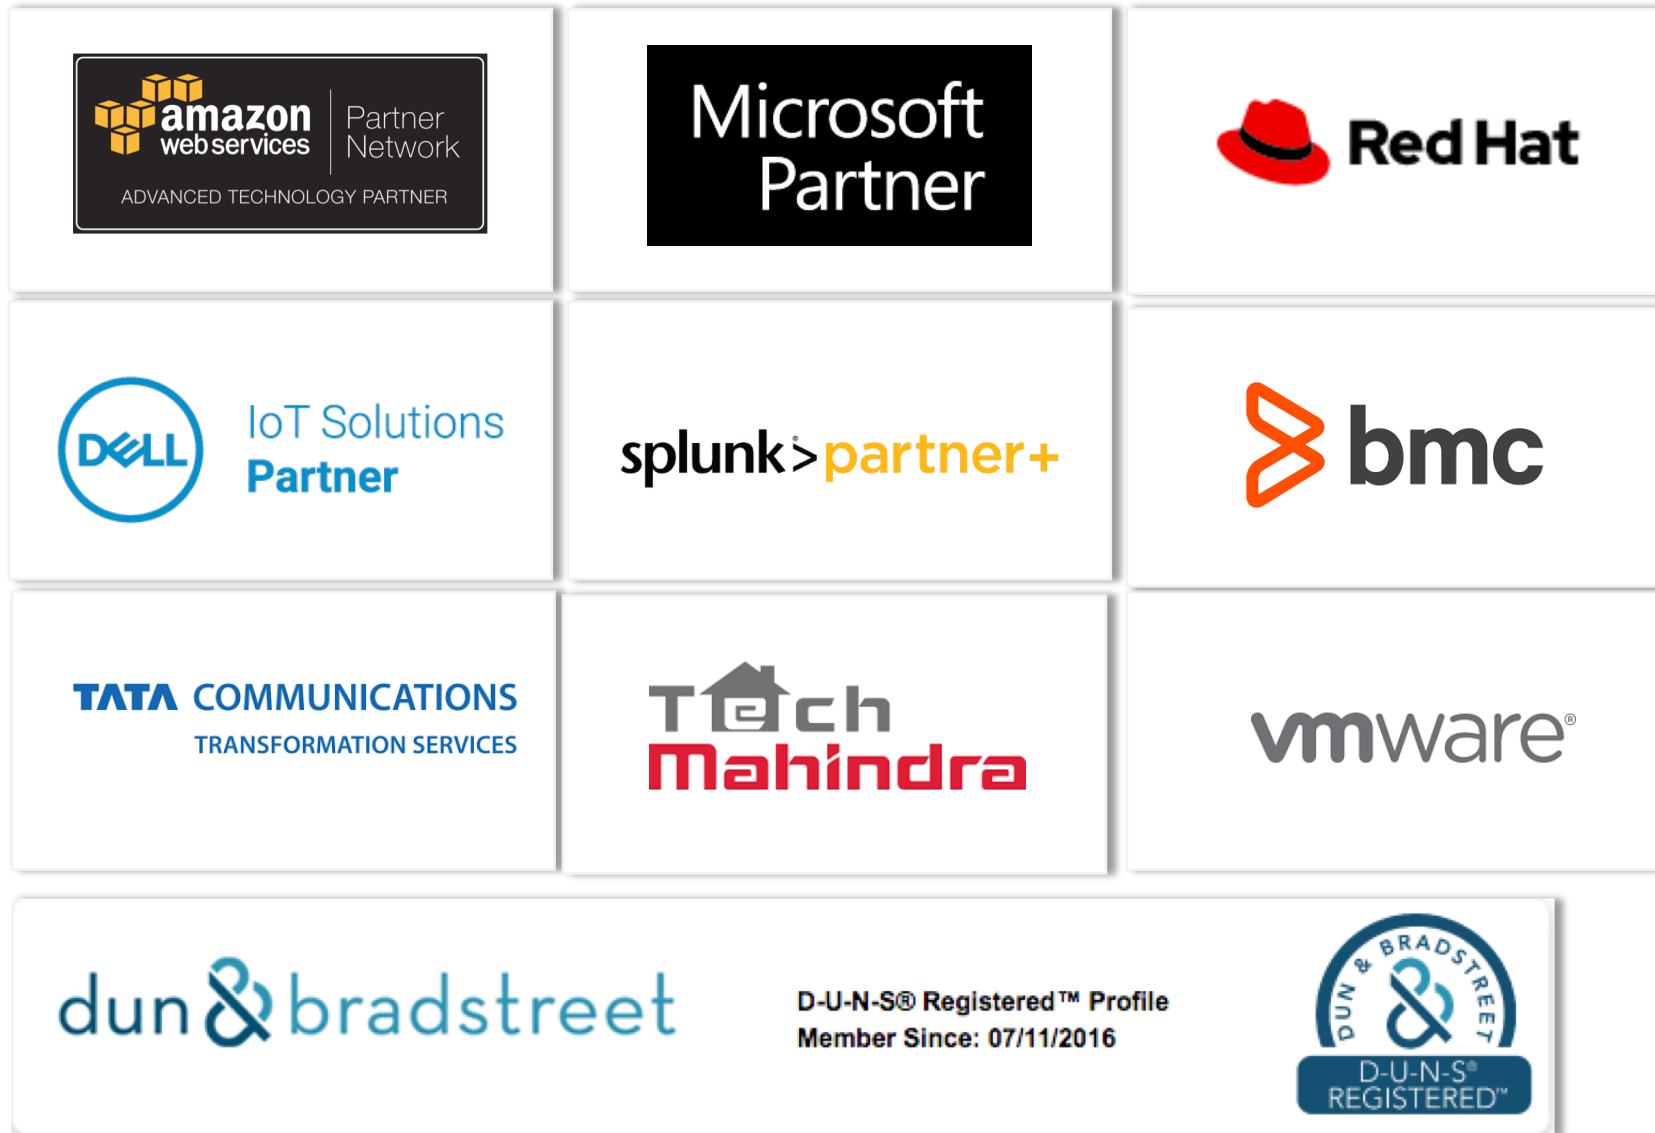 amazon
web services
Partner
Network
ADVANCED TECHNOLOGY PARTNER
Microsoft
Partner
Red Hat
DELL
IoT Solutions
Partner
splunk> partner+
bmc
TATA COMMUNICATIONS
TRANSFORMATION SERVICES
Tech
Mahindra
vmware®
dun & bradstreet
D-U-N-S® Registered™ Profile
Member Since: 07/11/2016
DUN & BRADSTREET
D-U-N-S®
REGISTERED™